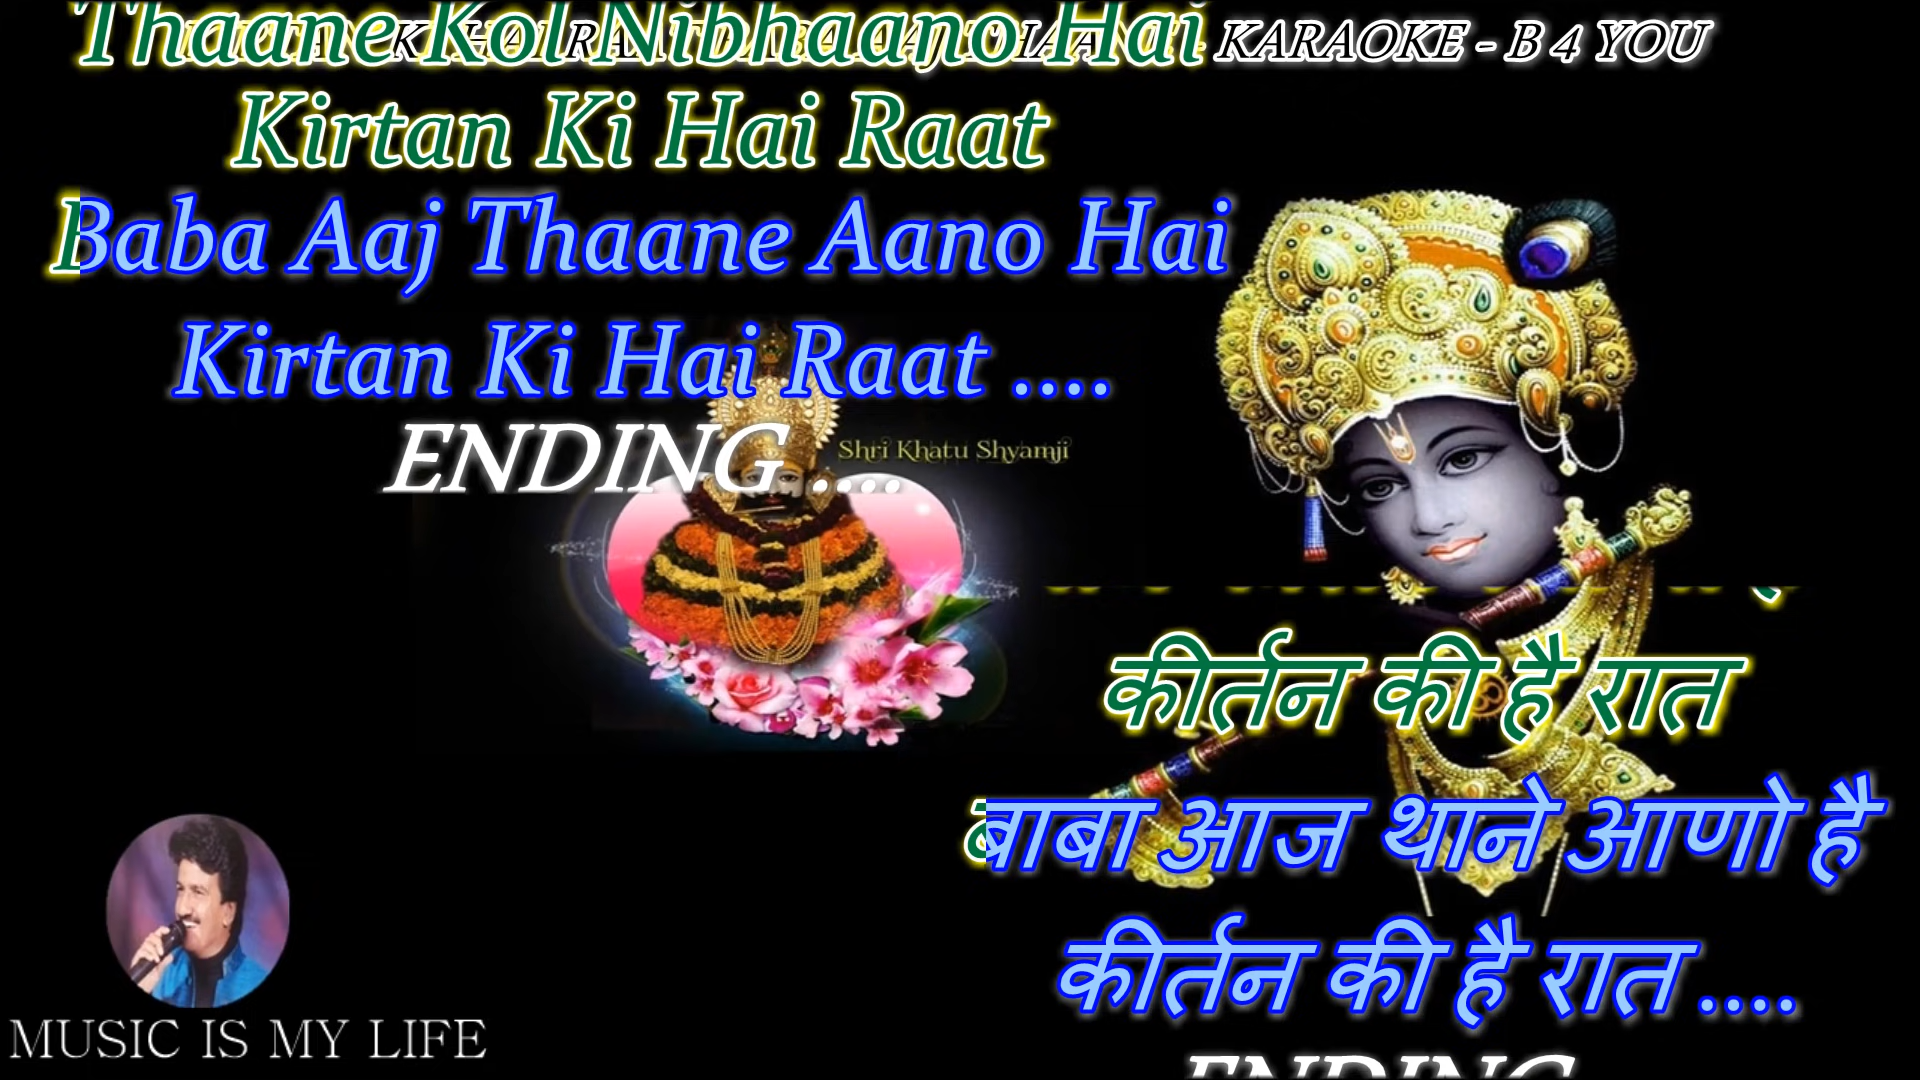 Thaane Kol Nibhaano Hai
KARAOKE - B 4 YOU
Kirtan Ki Hai Raat
Baba Aaj Thaane Aano Hai
Kirtan Ki Hai Raat ....
ENDING ....
Shri Khatu Shyamji
कीर्तन की है रात
बाबा आज थाने आणो है
कीर्तन की है रात ....
ENDING
MUSIC IS MY LIFE